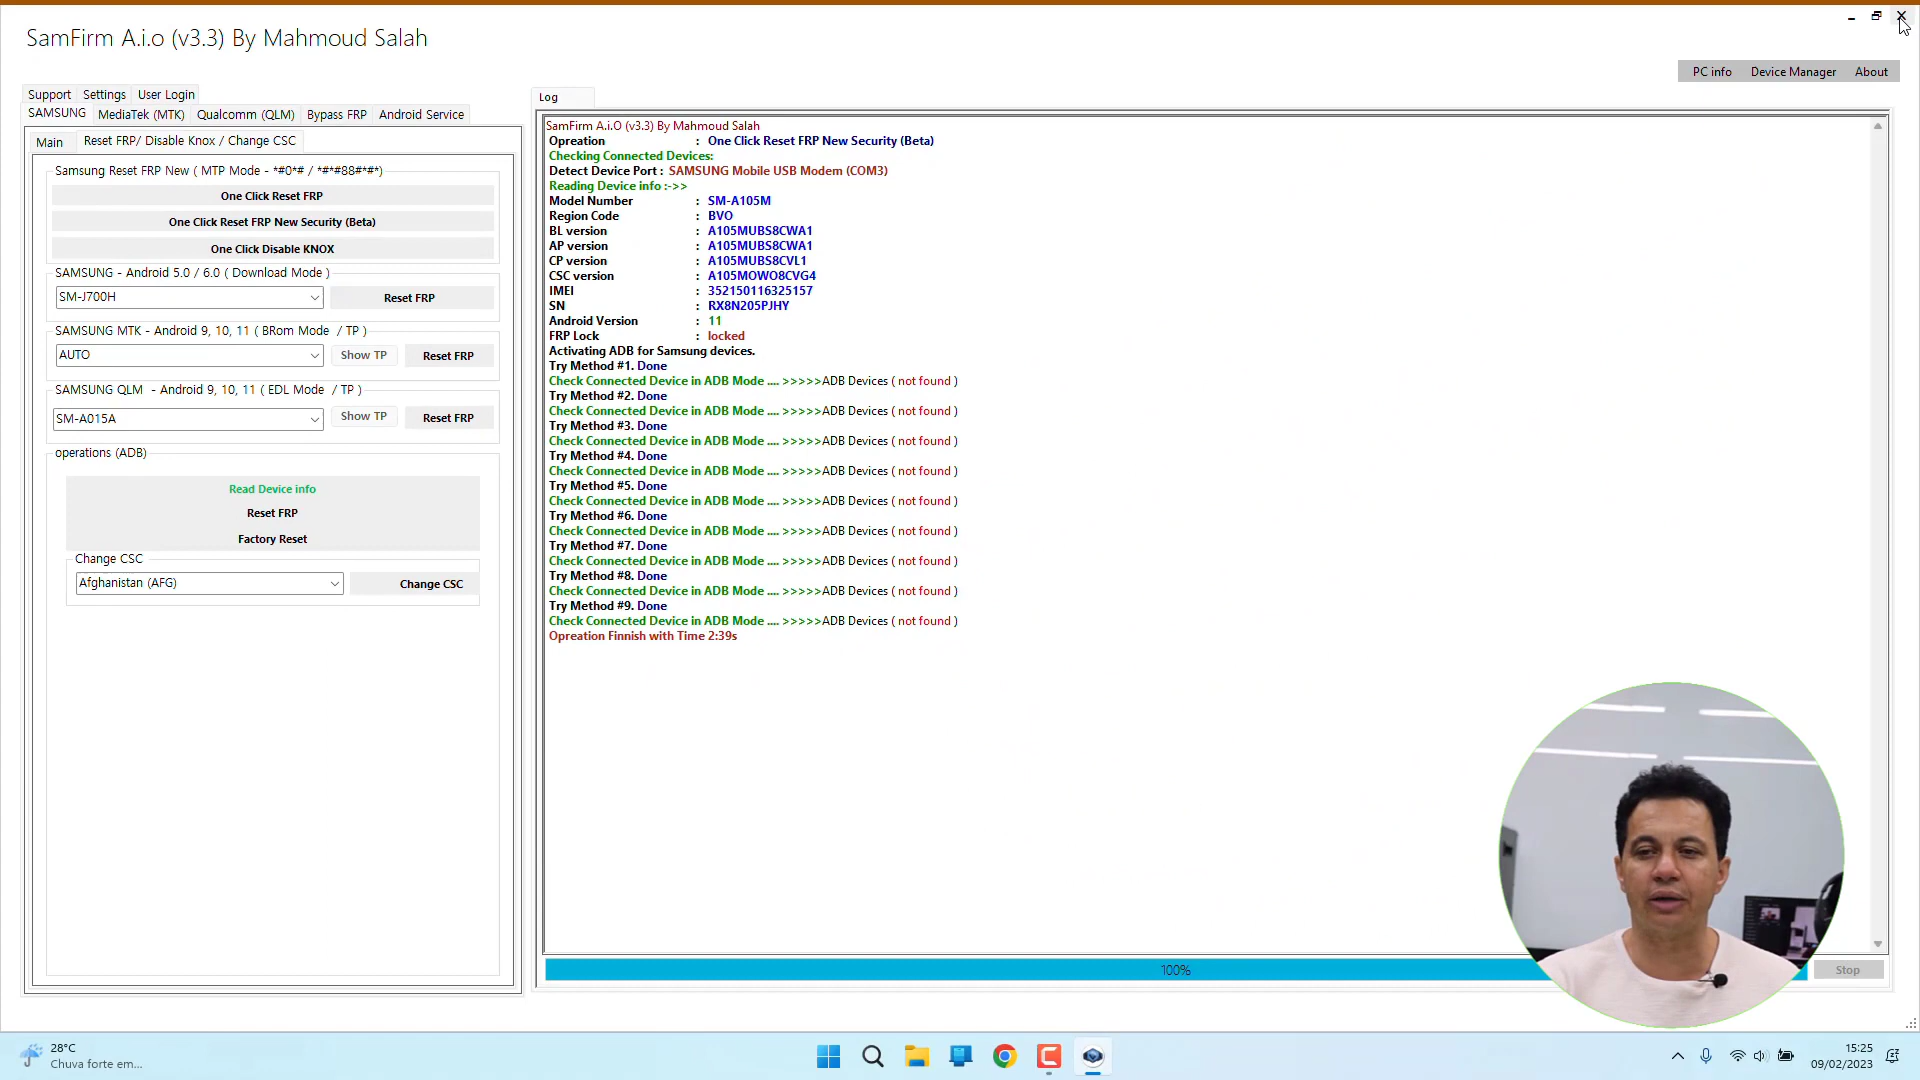 SamFirm A.i.o (v3.3) By Mahmoud Salah
PC info Device Manager About
Support Settings User Login
SAMSUNG MediaTek (MTK) Qualcomm (QLM) Bypass FRP Android Service
Main Reset FRP/ Disable Knox / Change CSC
Samsung Reset FRP New ( MTP Mode - *#0*# / *#*#88#*#*)
One Click Reset FRP
One Click Reset FRP New Security (Beta)
One Click Disable KNOX
SAMSUNG - Android 5.0 / 6.0 ( Download Mode )
SM-J700H Reset FRP
SAMSUNG MTK - Android 9, 10, 11 ( BRom Mode / TP )
AUTO Show TP Reset FRP
SAMSUNG QLM - Android 9, 10, 11 ( EDL Mode / TP )
SM-A015A Show TP Reset FRP
operations (ADB)
Read Device info
Reset FRP
Factory Reset
Change CSC
Afghanistan (AFG) Change CSC
Log
SamFirm A.i.O (v3.3) By Mahmoud Salah
Opreation : One Click Reset FRP New Security (Beta)
Checking Connected Devices:
Detect Device Port : SAMSUNG Mobile USB Modem (COM3)
Reading Device info :->>
Model Number : SM-A105M
Region Code : BVO
BL version : A105MUBS8CWA1
AP version : A105MUBS8CWA1
CP version : A105MUBS8CVL1
CSC version : A105MOWO8CVG4
IMEI : 352150116325157
SN : RX8N205PJHY
Android Version : 11
FRP Lock : locked
Activating ADB for Samsung devices.
Try Method #1. Done
Check Connected Device in ADB Mode .... >>>>>ADB Devices ( not found )
Try Method #2. Done
Check Connected Device in ADB Mode .... >>>>>ADB Devices ( not found )
Try Method #3. Done
Check Connected Device in ADB Mode .... >>>>>ADB Devices ( not found )
Try Method #4. Done
Check Connected Device in ADB Mode .... >>>>>ADB Devices ( not found )
Try Method #5. Done
Check Connected Device in ADB Mode .... >>>>>ADB Devices ( not found )
Try Method #6. Done
Check Connected Device in ADB Mode .... >>>>>ADB Devices ( not found )
Try Method #7. Done
Check Connected Device in ADB Mode .... >>>>>ADB Devices ( not found )
Try Method #8. Done
Check Connected Device in ADB Mode .... >>>>>ADB Devices ( not found )
Try Method #9. Done
Check Connected Device in ADB Mode .... >>>>>ADB Devices ( not found )
Opreation Finnish with Time 2:39s
100% Stop
28°C
Chuva forte em...
15:25
09/02/2023